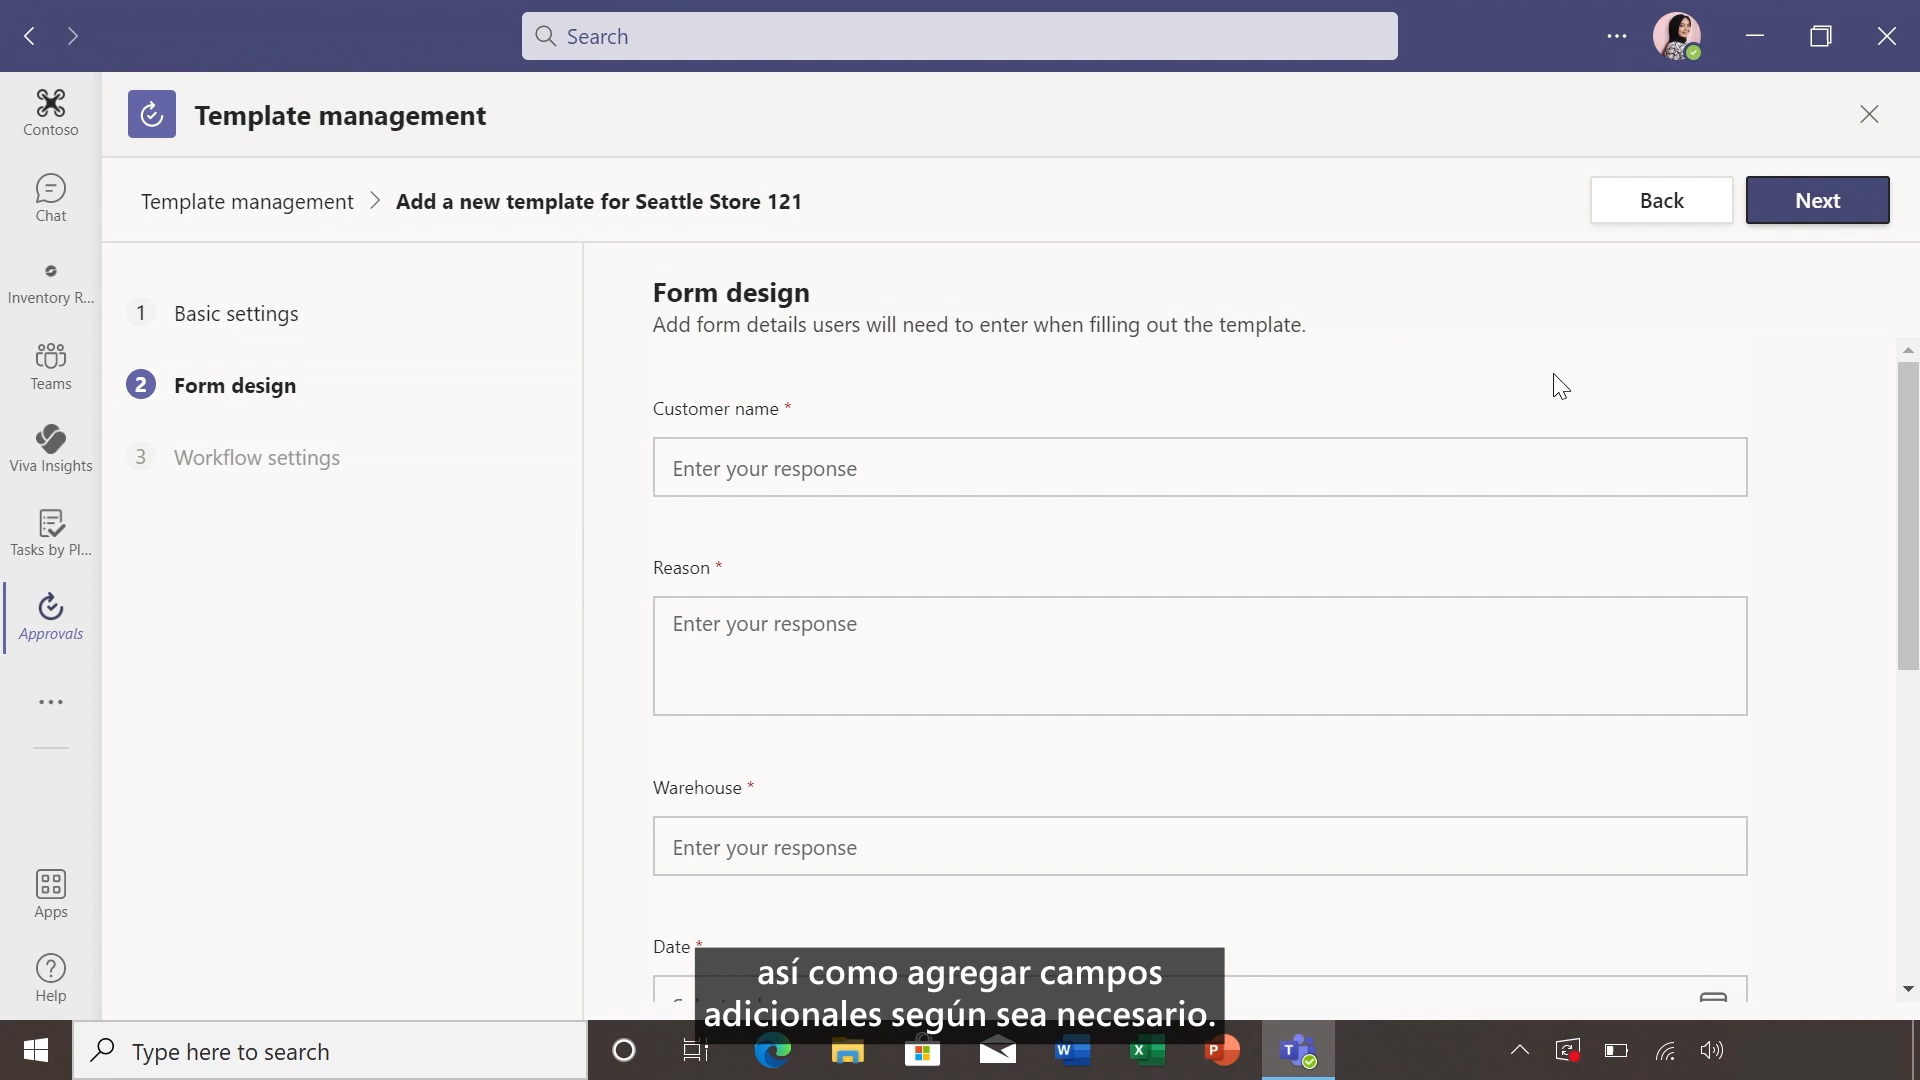 Search
Contoso
Template management
Chat
Template management > Add a new template for Seattle Store 121
Back
Next
Inventory R...
Teams
Viva Insights
Tasks by Pl...
Approvals
Apps
Help
1 Basic settings
2 Form design
3 Workflow settings
Form design
Add form details users will need to enter when filling out the template.
Customer name *
Enter your response
Reason *
Enter your response
Warehouse *
Enter your response
Date *
así como agregar campos
adicionales según sea necesario.
Type here to search
W
X
P
T